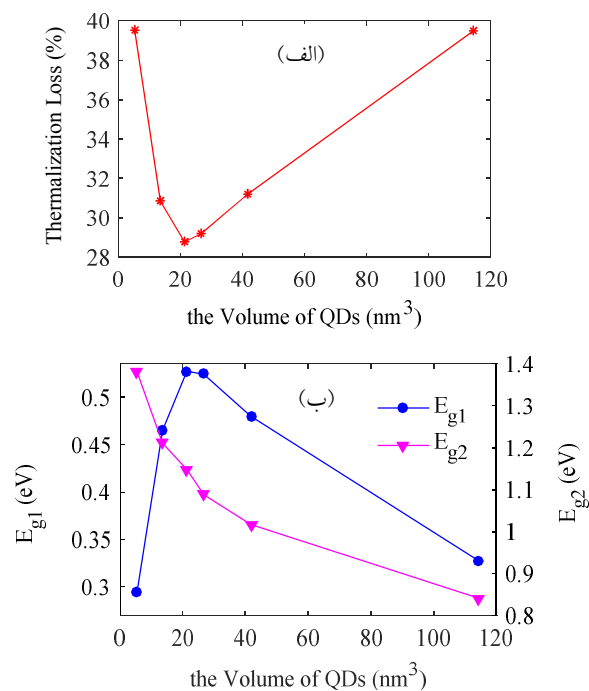 40
38
36
34
32
30
28
Thermalization Loss (%)
(الف)
0 20 40 60 80 100 120
the Volume of QDs (nm3)
0.5
0.45
0.4
0.35
0.3
Eg1 (eV)
(ب)
Eg1
Eg2
1.4
1.3
1.2
1.1
1
0.9
0.8
Eg2 (eV)
0 20 40 60 80 100 120
the Volume of QDs (nm3)